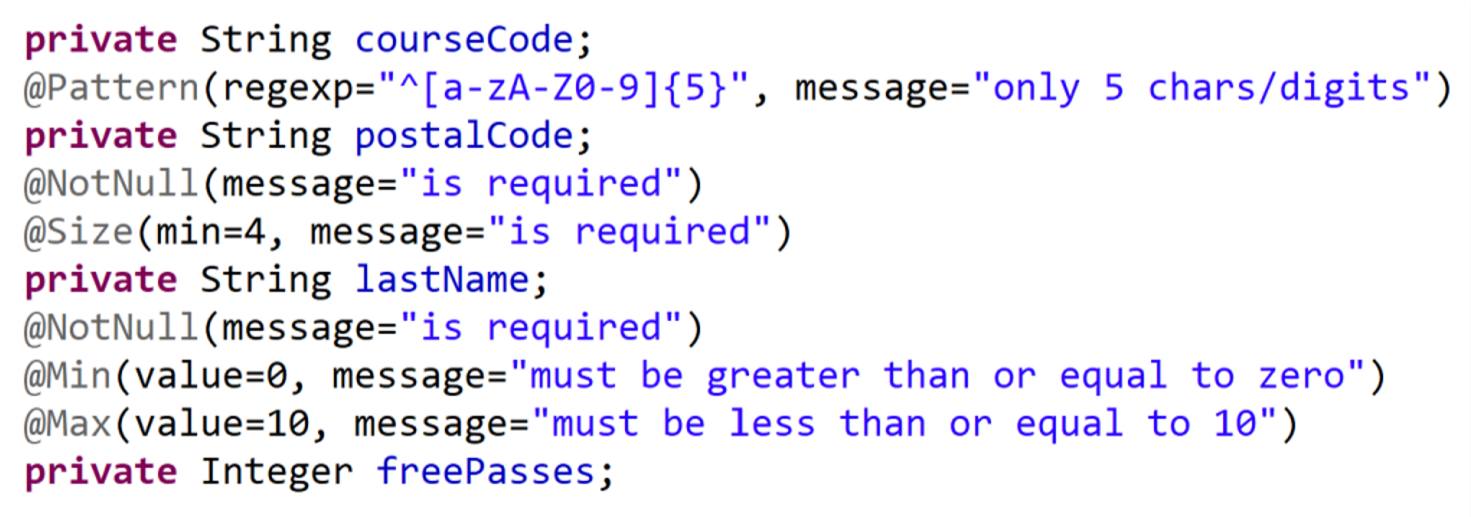 private String courseCode;
@Pattern(regexp="^[a-zA-Z0-9]{5}", message="only 5 chars/digits")
private String postalCode;
@NotNull(message="is required")
@Size(min=4, message="is required")
private String lastName;
@NotNull(message="is required")
@Min(value=0, message="must be greater than or equal to zero")
@Max(value=10, message="must be less than or equal to 10")
private Integer freePasses;